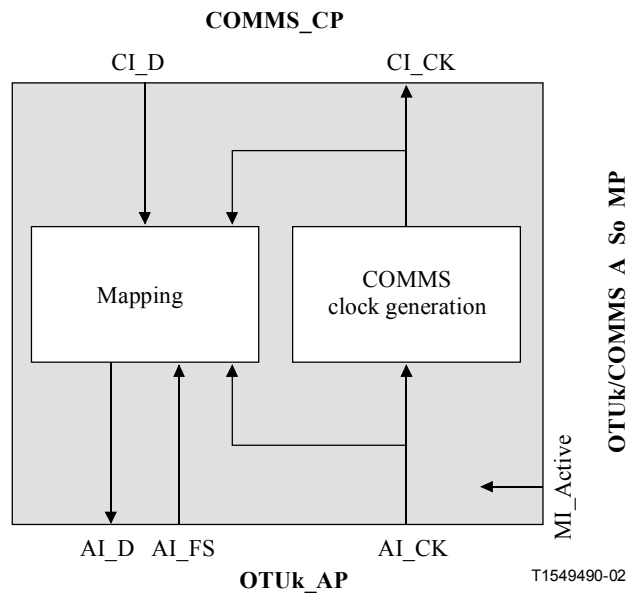 COMMS_CP
CI_D CI_CK
Mapping
COMMS
clock generation
OTUk/COMMS_A_So_MP
MI_Active
AI_D AI_FS AI_CK
OTUk_AP
T1549490-02